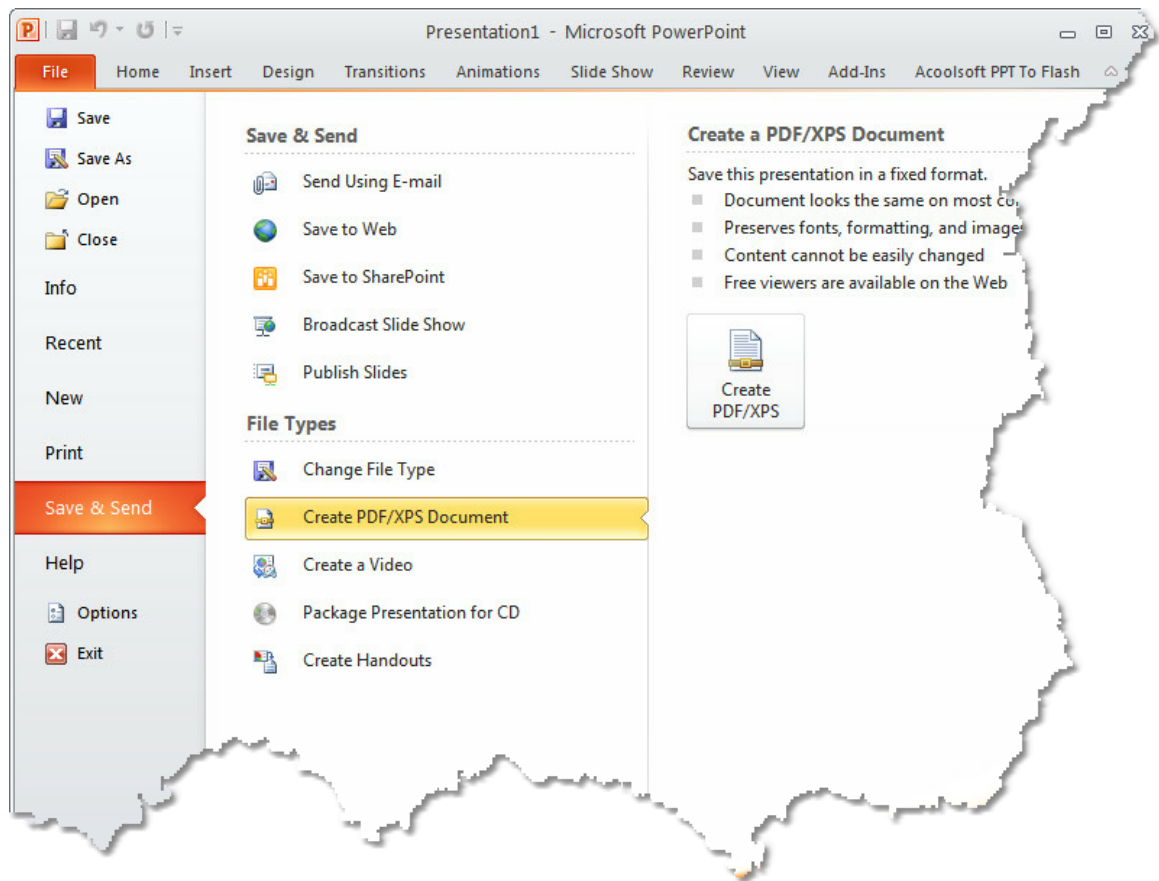 Presentation1 - Microsoft PowerPoint
File Home Insert Design Transitions Animations Slide Show Review View Add-Ins Acoolsoft PPT To Flash
Save
Save As
Open
Close
Info
Recent
New
Print
Save & Send
Help
Options
Exit
Save & Send
Send Using E-mail
Save to Web
Save to SharePoint
Broadcast Slide Show
Publish Slides
File Types
Change File Type
Create PDF/XPS Document
Create a Video
Package Presentation for CD
Create Handouts
Create a PDF/XPS Document
Save this presentation in a fixed format.
Document looks the same on most
Preserves fonts, formatting, and image
Content cannot be easily changed
Free viewers are available on the Web
Create
PDF/XPS